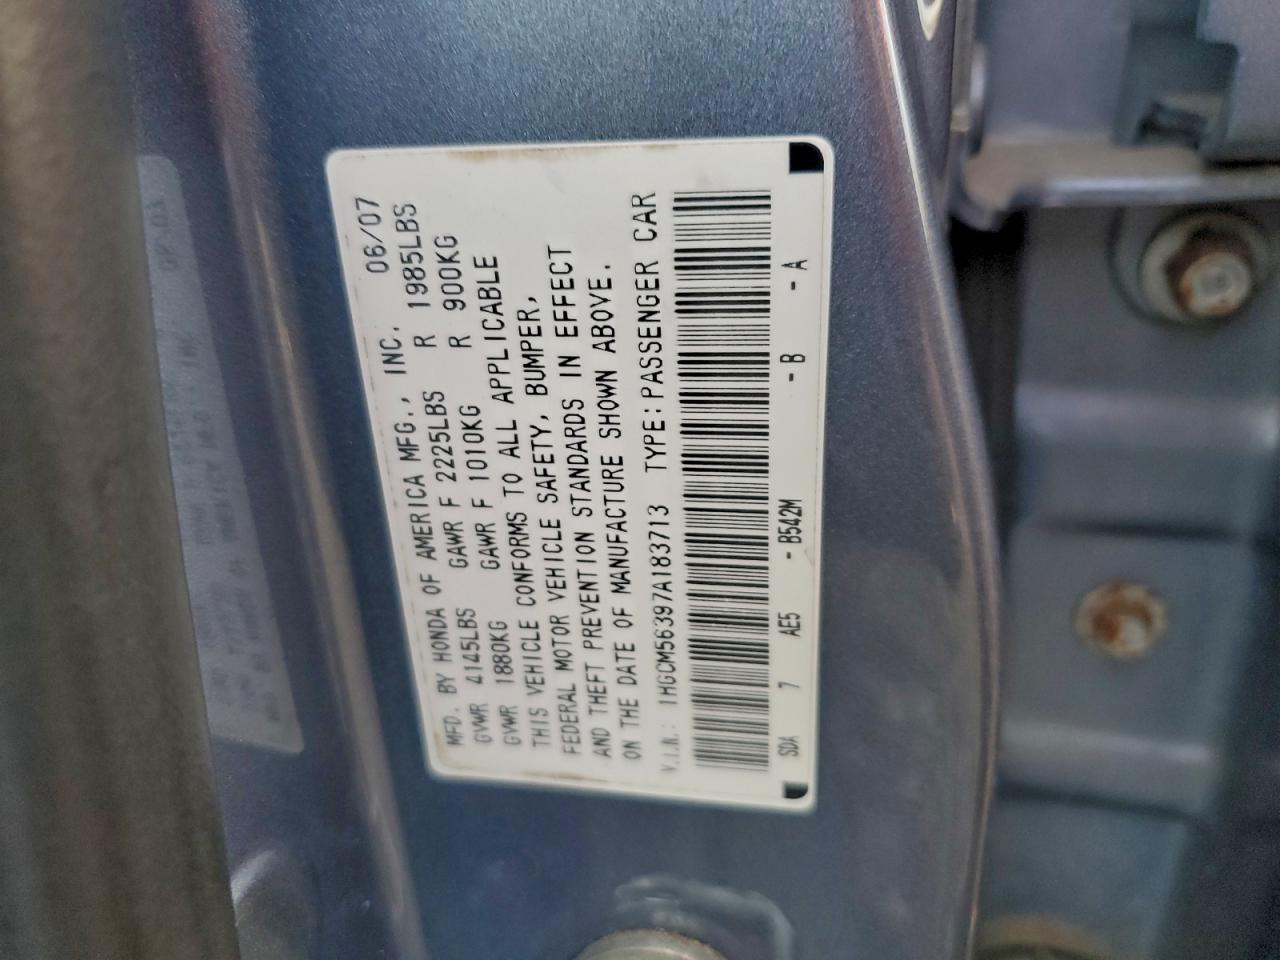 MFD. BY HONDA OF AMERICA MFG., INC. 06/07
GVWR 4145LBS GAWR F 2225LBS R 1985LBS
GVWR 1880KG GAWR F 1010KG R 900KG
THIS VEHICLE CONFORMS TO ALL APPLICABLE
FEDERAL MOTOR VEHICLE SAFETY, BUMPER,
AND THEFT PREVENTION STANDARDS IN EFFECT
ON THE DATE OF MANUFACTURE SHOWN ABOVE.
V.I.N.: 1HGCM56397A183713 TYPE:PASSENGER CAR
SDA 7 AE5 - B542M - B - A